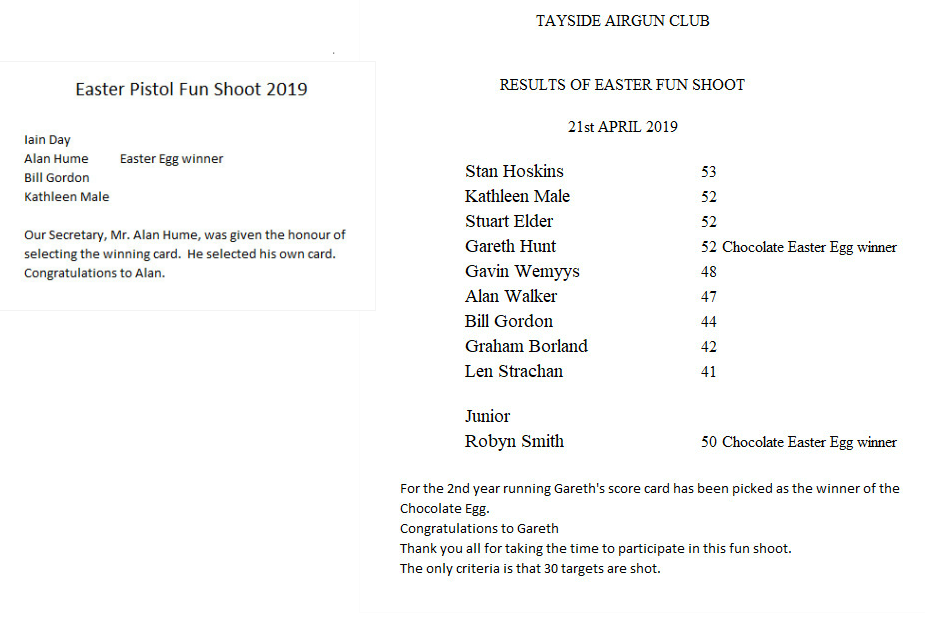 Easter Pistol Fun Shoot 2019
Iain Day
Alan Hume Easter Egg winner
Bill Gordon
Kathleen Male
Our Secretary, Mr. Alan Hume, was given the honour of
selecting the winning card. He selected his own card.
Congratulations to Alan.
TAYSIDE AIRGUN CLUB
RESULTS OF EASTER FUN SHOOT
21st APRIL 2019
Stan Hoskins 53
Kathleen Male 52
Stuart Elder 52
Gareth Hunt 52 Chocolate Easter Egg winner
Gavin Wemyys 48
Alan Walker 47
Bill Gordon 44
Graham Borland 42
Len Strachan 41
Junior
Robyn Smith 50 Chocolate Easter Egg winner
For the 2nd year running Gareth's score card has been picked as the winner of the
Chocolate Egg.
Congratulations to Gareth
Thank you all for taking the time to participate in this fun shoot.
The only criteria is that 30 targets are shot.